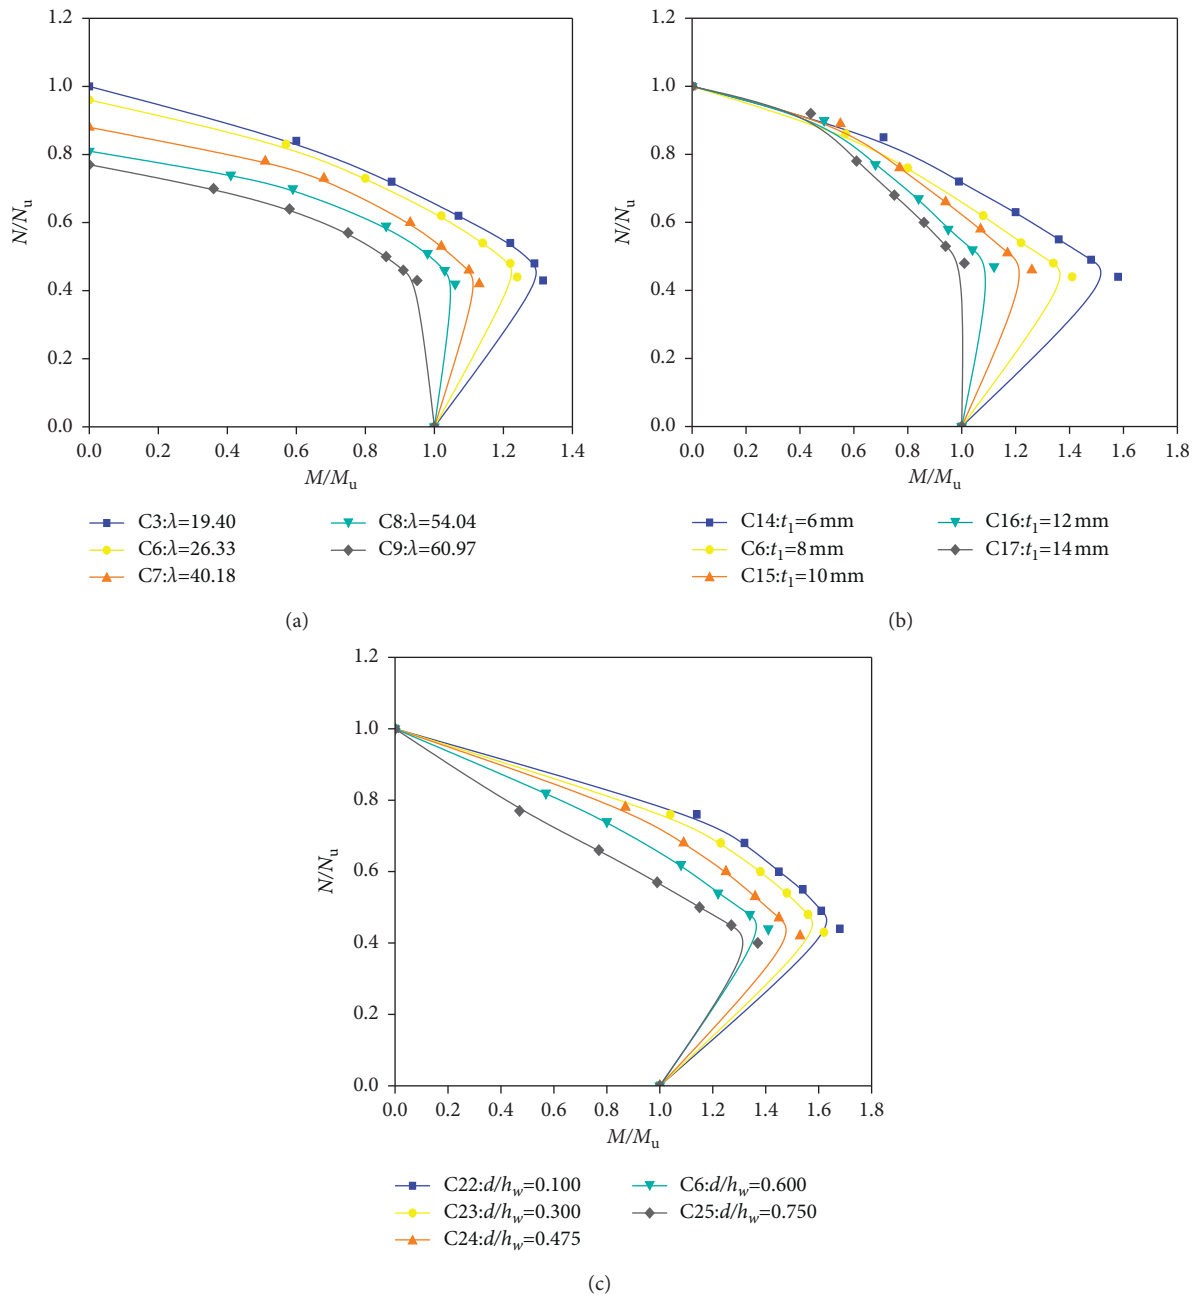 1.2
1.0
0.8
0.6
0.4
0.2
0.0
N/Nu
0.0 0.2 0.4 0.6 0.8 1.0 1.2 1.4
M/Mu
C3:λ=19.40
C6:λ=26.33
C7:λ=40.18
C8:λ=54.04
C9:λ=60.97
(a)
1.2
1.0
0.8
0.6
0.4
0.2
0.0
N/Nu
0.0 0.2 0.4 0.6 0.8 1.0 1.2 1.4 1.6 1.8
M/Mu
C14:t1=6 mm
C6:t1=8 mm
C15:t1=10 mm
C16:t1=12 mm
C17:t1=14 mm
(b)
1.2
1.0
0.8
0.6
0.4
0.2
0.0
N/Nu
0.0 0.2 0.4 0.6 0.8 1.0 1.2 1.4 1.6 1.8
M/Mu
C22:d/hw=0.100
C23:d/hw=0.300
C24:d/hw=0.475
C6:d/hw=0.600
C25:d/hw=0.750
(c)